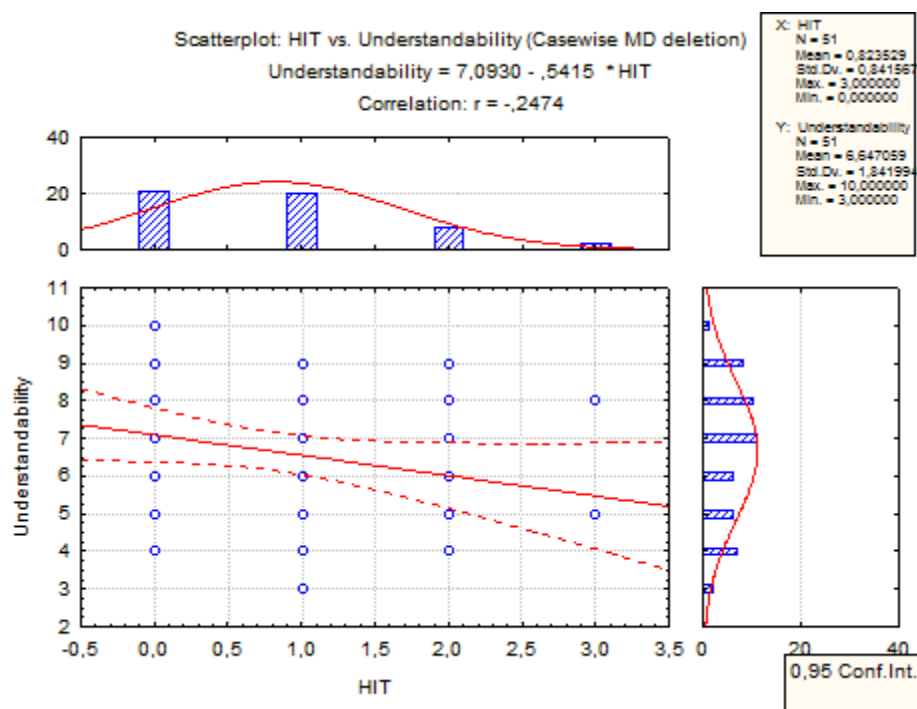 Scatterplot: HIT vs. Understandability (Casewise MD deletion)
Understandability = 7,0930 - ,5415 *HIT
Correlation: r = -,2474
X: HIT
N = 51
Mean = 0,823529
Std.Dv. = 0,841567
Max. = 3,000000
Min. = 0,000000
Y: Understandability
N = 51
Mean = 6,647059
Std.Dv. = 1,841994
Max. = 10,000000
Min. = 3,000000
40
20
0
11
10
9
8
7
6
5
4
3
2
Understandability
-0,5 0,0 0,5 1,0 1,5 2,0 2,5 3,0 3,5
HIT
0 20 40
0,95 Conf.Int.